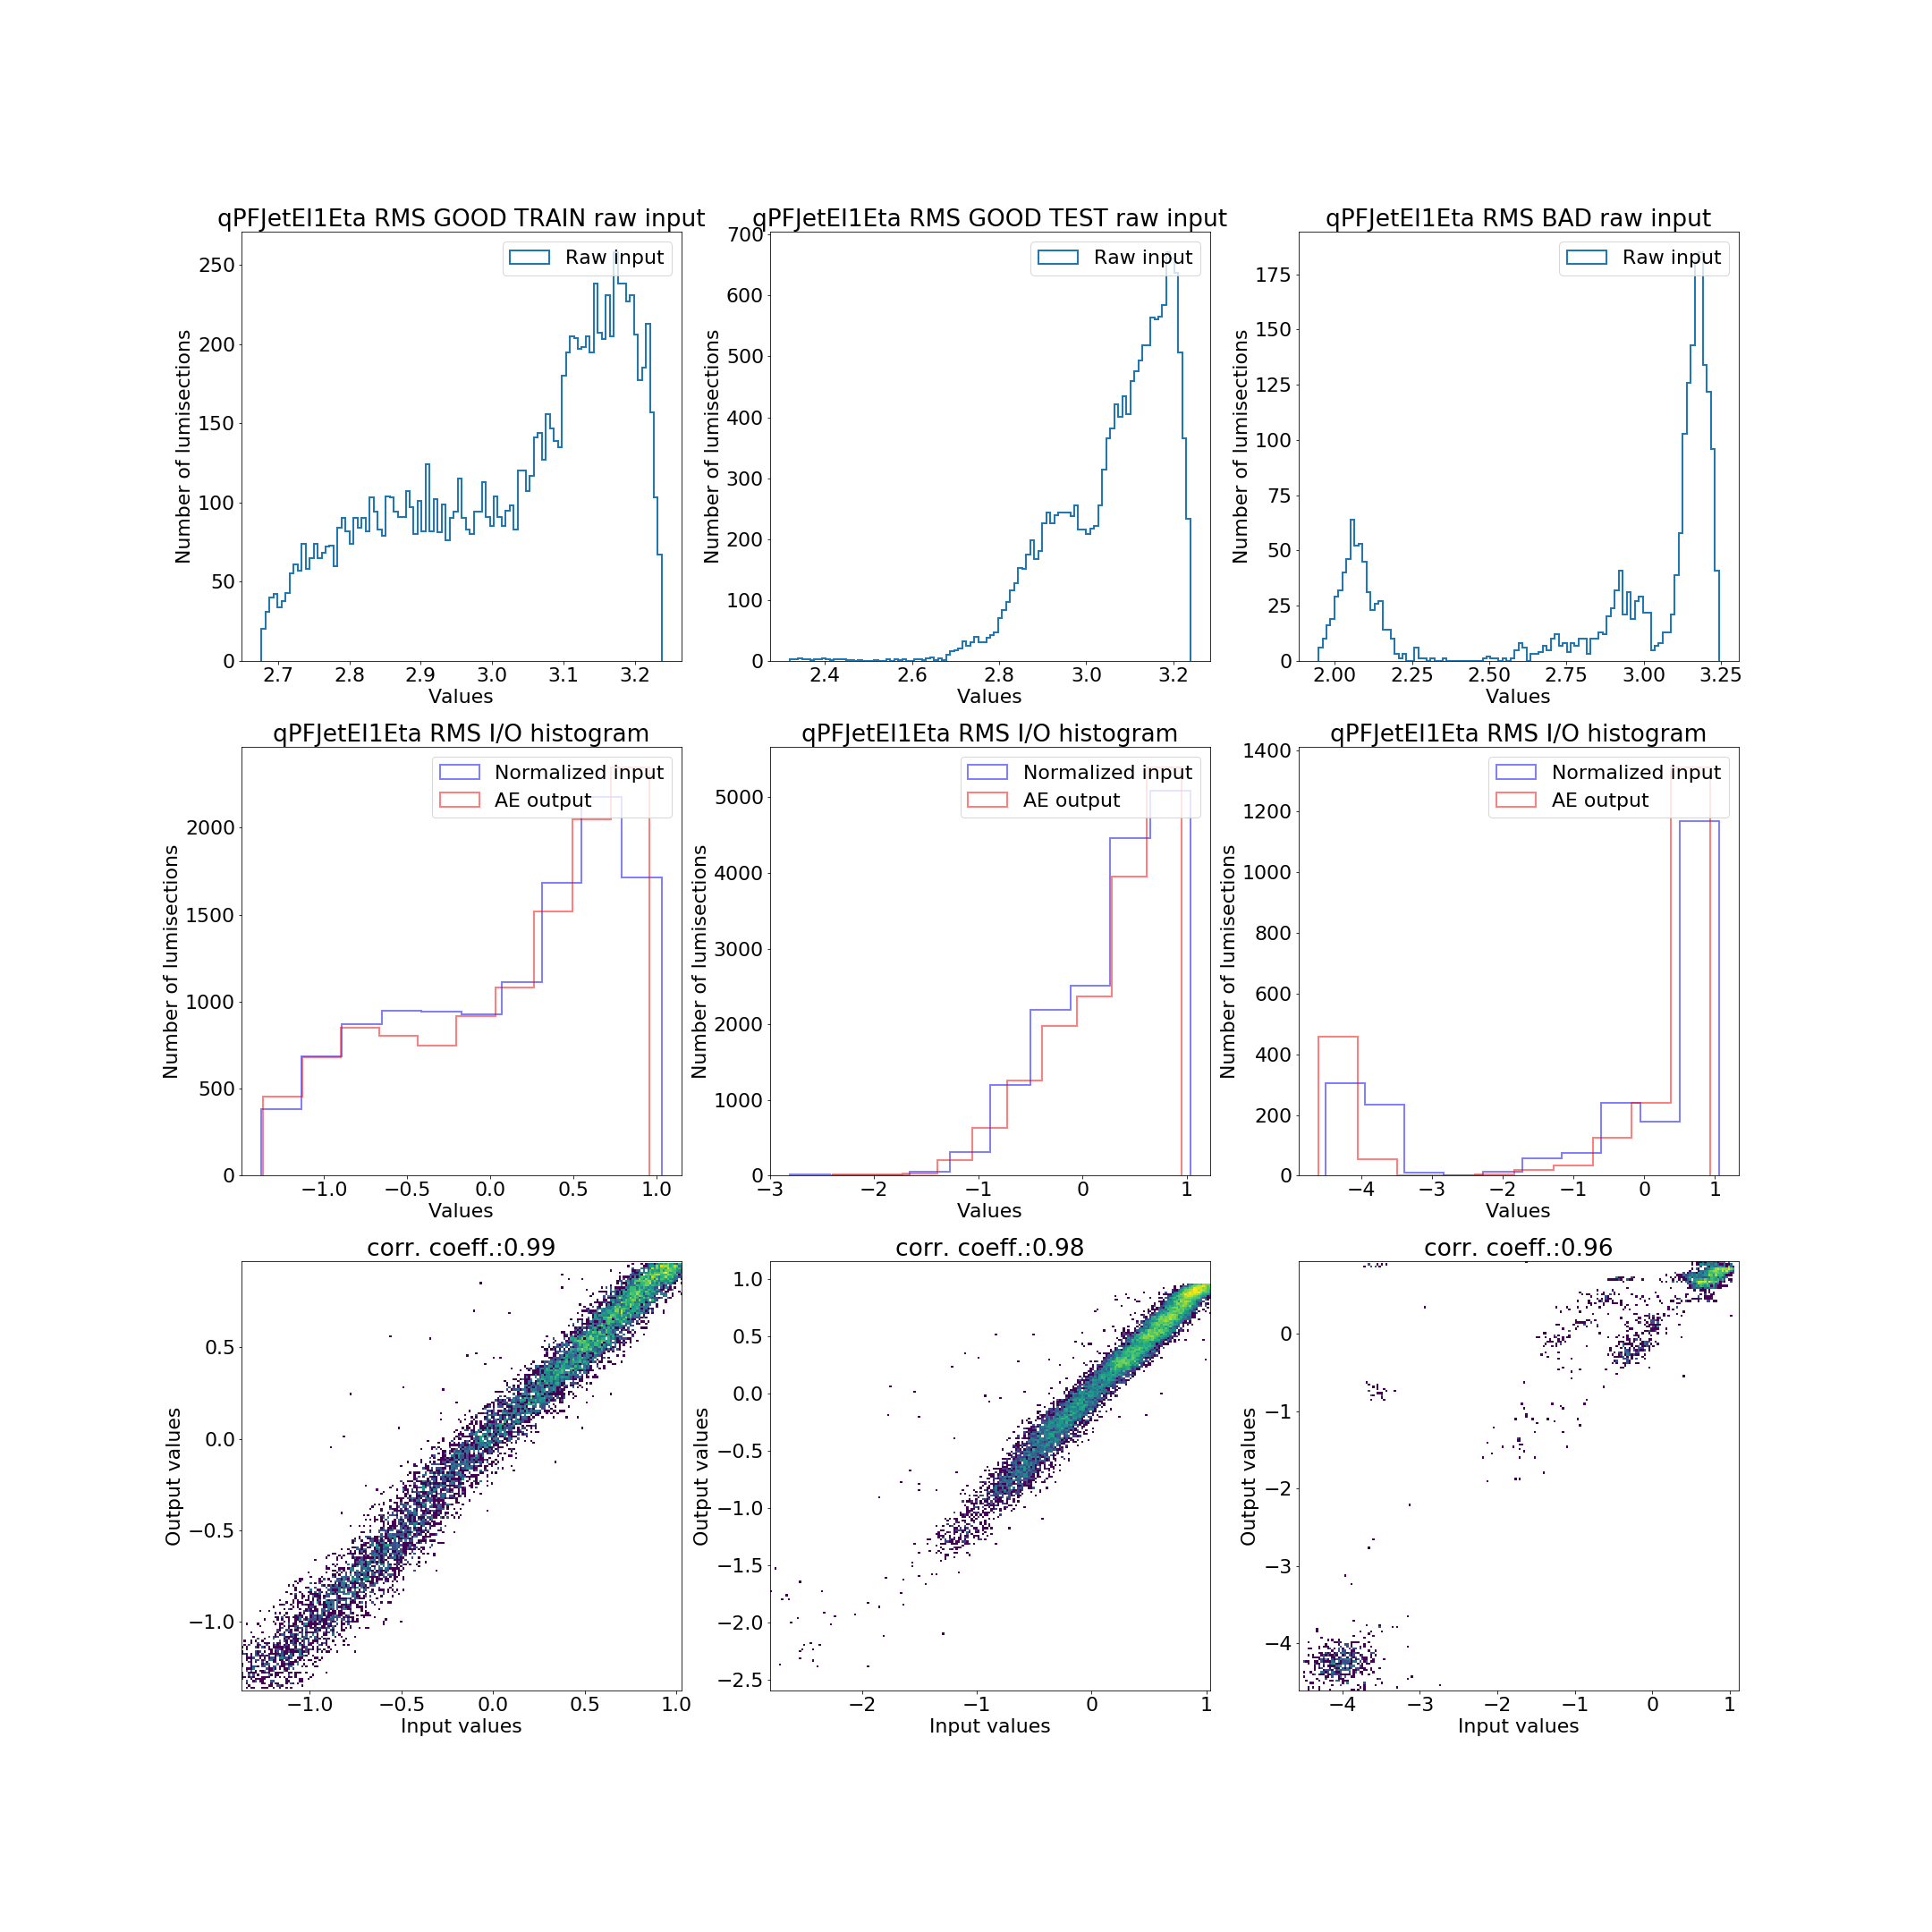 qPFJetEI1Eta RMS GOOD TRAIN raw input
Raw input
Number of lumisections
250
200
150
100
50
0
2.7 2.8 2.9 3.0 3.1 3.2
Values
qPFJetEI1Eta RMS GOOD TEST raw input
Raw input
Number of lumisections
700
600
500
400
300
200
100
0
2.4 2.6 2.8 3.0 3.2
Values
qPFJetEI1Eta RMS BAD raw input
Raw input
Number of lumisections
175
150
125
100
75
50
25
0
2.00 2.25 2.50 2.75 3.00 3.25
Values
qPFJetEI1Eta RMS I/O histogram
Normalized input
AE output
Number of lumisections
2000
1500
1000
500
0
−1.0 −0.5 0.0 0.5 1.0
Values
qPFJetEI1Eta RMS I/O histogram
Normalized input
AE output
Number of lumisections
5000
4000
3000
2000
1000
0
−3 −2 −1 0 1
Values
qPFJetEI1Eta RMS I/O histogram
Normalized input
AE output
Number of lumisections
1400
1200
1000
800
600
400
200
0
−4 −3 −2 −1 0 1
Values
corr. coeff.:0.99
Output values
0.5
0.0
−0.5
−1.0
−1.0 −0.5 0.0 0.5 1.0
Input values
corr. coeff.:0.98
Output values
1.0
0.5
0.0
−0.5
−1.0
−1.5
−2.0
−2.5
−2 −1 0 1
Input values
corr. coeff.:0.96
Output values
0
−1
−2
−3
−4
−4 −3 −2 −1 0 1
Input values